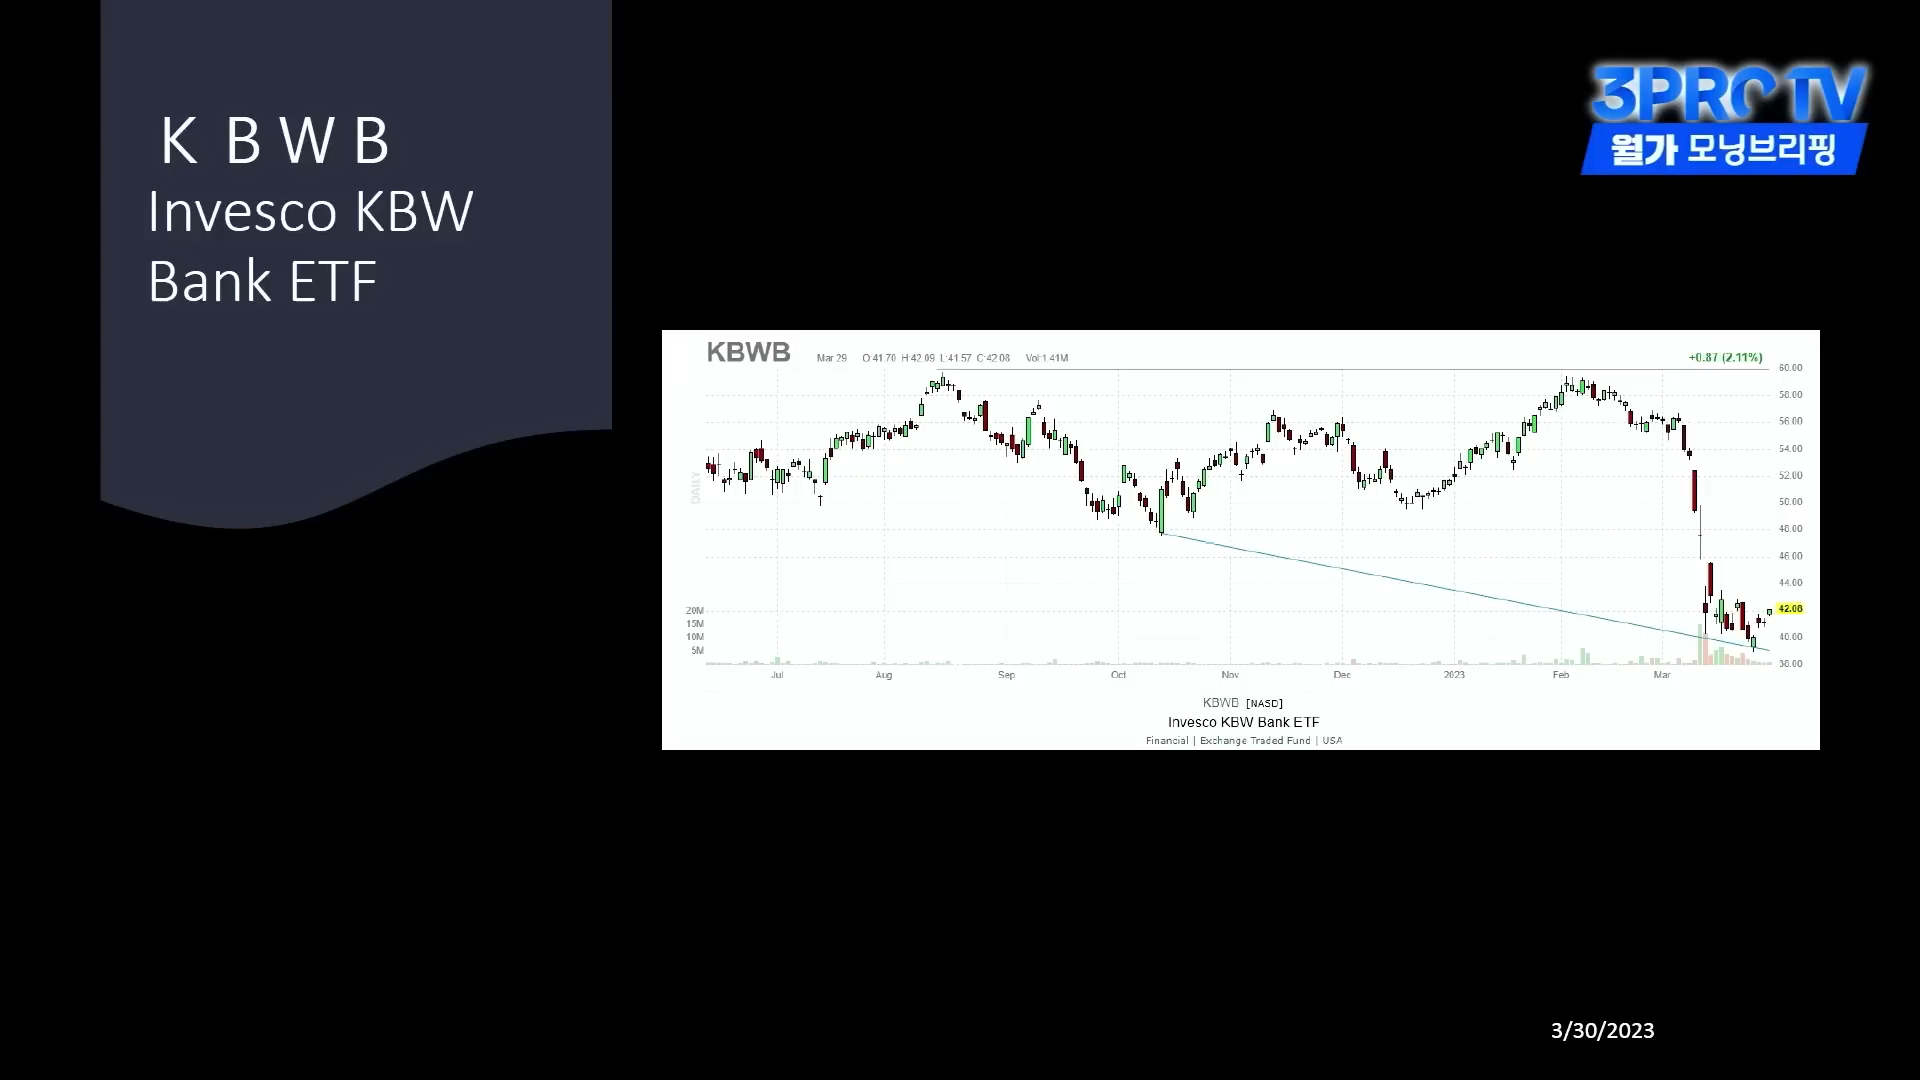 K B W B
Invesco KBW
Bank ETF
3PRO TV
월가 모닝브리핑
KBWB Mar 29 O:41.70 H:42.09 L:41.57 C:42.08 Vol:1.41M +0.87 (2.11%)
60.00
58.00
56.00
54.00
52.00
50.00
48.00
46.00
44.00
42.08
40.00
38.00
DAILY
20M
15M
10M
5M
Jul Aug Sep Oct Nov Dec 2023 Feb Mar
KBWB [NASD]
Invesco KBW Bank ETF
Financial | Exchange Traded Fund | USA
3/30/2023